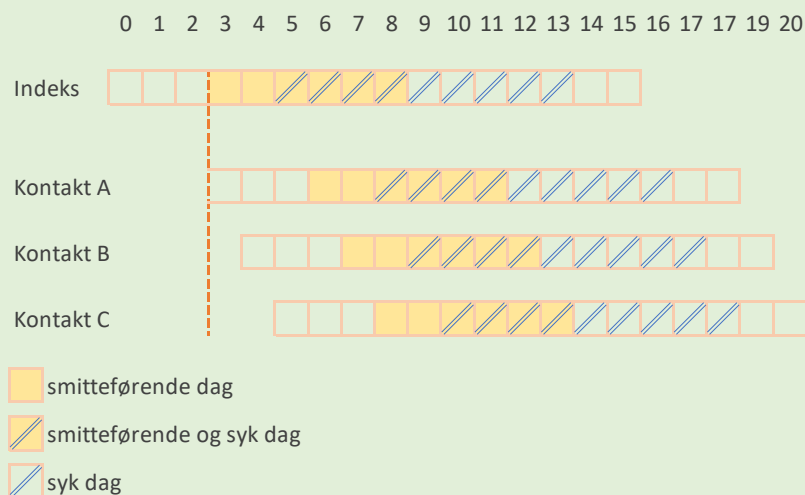 0 1 2 3 4 5 6 7 8 9 10 11 12 13 14 15 16 17 17 19 20
Indeks
Kontakt A
Kontakt B
Kontakt C
smitteførende dag
smitteførende og syk dag
syk dag